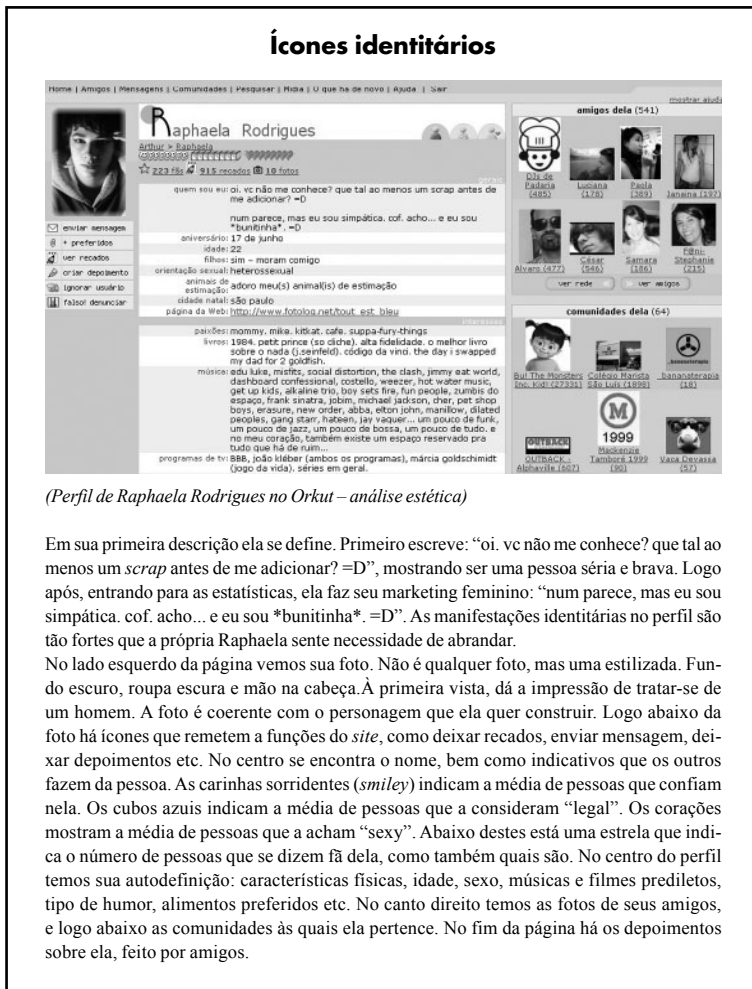 Ícones identitários
Home | Amigos | Mensagens | Comunidades | Pesquisar | Mídia | O que há de novo | Ajuda | Sair
mostrar ajuda
Raphaela Rodrigues
Arthur > Raphaela
223 fãs 915 recados 10 fotos
gerais
quem sou eu: oi. vc não me conhece? que tal ao menos um scrap antes de
me adicionar? =D
num parece, mas eu sou simpática. cof. acho... e eu sou
*bunitinha*. =D
aniversário: 17 de junho
idade: 22
filhos: sim – moram comigo
orientação sexual: heterossexual
animais de
estimação: adoro meu(s) animal(is) de estimação
cidade natal: são paulo
página da Web: http://www.fotolog.net/tout_est_bleu
interesses
paixões: mommy. mike. kitkat. cafe. suppa-fury-things
livros: 1984. petit prince (so cliche). alta fidelidade. o melhor livro
sobre o nada (j.seinfeld). código da vinci. the day i swapped
my dad for 2 goldfish.
música: edu luke, misfits, social distortion, the clash, jimmy eat world,
dashboard confessional, costello, weezer, hot water music,
get up kids, alkaline trio, boy sets fire, fun people, zumbis do
espaço, frank sinatra, jobim, michael jackson, cher, pet shop
boys, erasure, new order, abba, elton john, manillow, dilated
peoples, gang starr, hateen, jay vaquer... um pouco de funk,
um pouco de jazz, um pouco de bossa, um pouco de tudo. e
no meu coração, também existe um espaço reservado pra
tudo que há de ruim...
programas de tv: BBB, joão kléber (ambos os programas), márcia goldschimidt
(jogo da vida). séries em geral.
enviar mensagem
+ preferidos
ver recados
criar depoimento
ignorar usuário
falso! denunciar
amigos dela (541)
DJs de
Padaria
(485)
Luciana
(178)
Paola
(389)
Janaina (197)
Alvaro (477)
César
(546)
Samara
(186)
F@ni-
Stephanie
(215)
ver rede
ver amigos
comunidades dela (64)
Bu! The Monsters
Inc. Kid! (27331)
Colégio Marista
São Luis (1898)
_bananaterapia
_bananaterapia
(18)
OUTBACK
OUTBACK -
Alphaville (607)
M
1999
Mackenzie
Tamboré 1999
(90)
Vaca Devassa
(57)
(Perfil de Raphaela Rodrigues no Orkut – análise estética)
Em sua primeira descrição ela se define. Primeiro escreve: “oi. vc não me conhece? que tal ao
menos um scrap antes de me adicionar? =D”, mostrando ser uma pessoa séria e brava. Logo
após, entrando para as estatísticas, ela faz seu marketing feminino: “num parece, mas eu sou
simpática. cof. acho... e eu sou *bunitinha*. =D”. As manifestações identitárias no perfil são
tão fortes que a própria Raphaela sente necessidade de abrandar.
No lado esquerdo da página vemos sua foto. Não é qualquer foto, mas uma estilizada. Fun-
do escuro, roupa escura e mão na cabeça.À primeira vista, dá a impressão de tratar-se de
um homem. A foto é coerente com o personagem que ela quer construir. Logo abaixo da
foto há ícones que remetem a funções do site, como deixar recados, enviar mensagem, dei-
xar depoimentos etc. No centro se encontra o nome, bem como indicativos que os outros
fazem da pessoa. As carinhas sorridentes (smiley) indicam a média de pessoas que confiam
nela. Os cubos azuis indicam a média de pessoas que a consideram “legal”. Os corações
mostram a média de pessoas que a acham “sexy”. Abaixo destes está uma estrela que indi-
ca o número de pessoas que se dizem fã dela, como também quais são. No centro do perfil
temos sua autodefinição: características físicas, idade, sexo, músicas e filmes prediletos,
tipo de humor, alimentos preferidos etc. No canto direito temos as fotos de seus amigos,
e logo abaixo as comunidades às quais ela pertence. No fim da página há os depoimentos
sobre ela, feito por amigos.